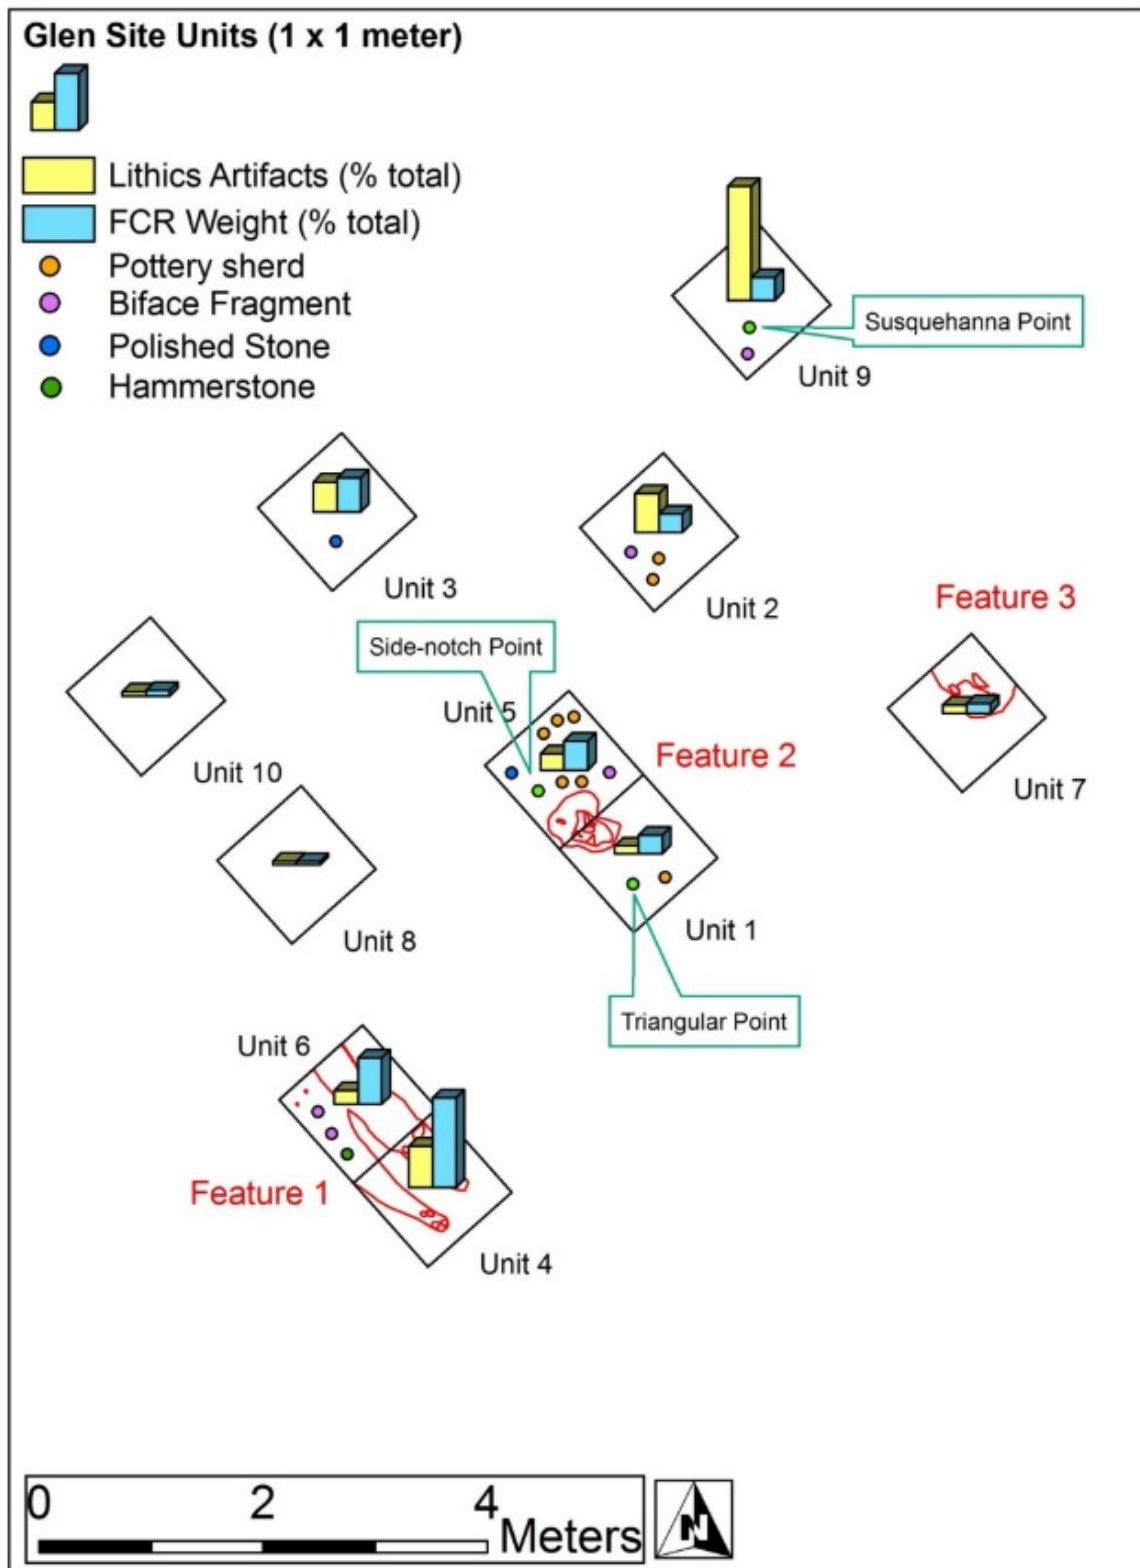 Glen Site Units (1 x 1 meter)
Lithics Artifacts (% total)
FCR Weight (% total)
Pottery sherd
Biface Fragment
Polished Stone
Hammerstone
Susquehanna Point
Unit 9
Unit 3
Unit 2
Feature 3
Side-notch Point
Unit 5
Feature 2
Unit 10
Unit 7
Unit 8
Unit 1
Triangular Point
Unit 6
Feature 1
Unit 4
0 2 4
Meters
N